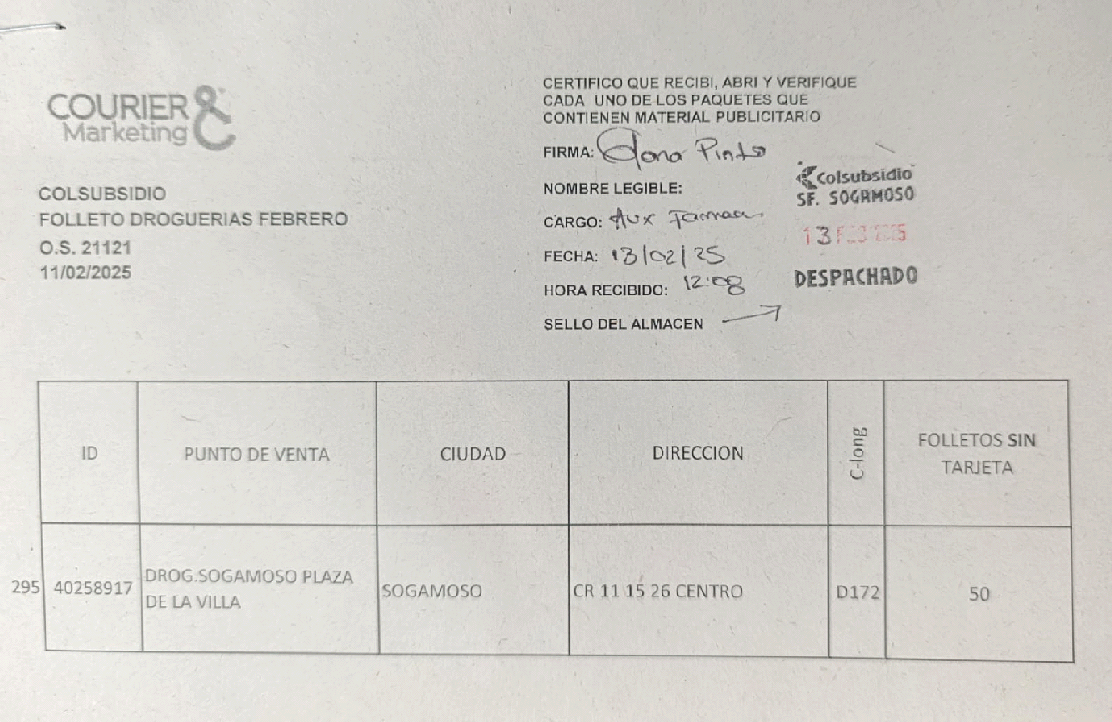 COURIER &
Marketing
COLSUBSIDIO
FOLLETO DROGUERIAS FEBRERO
O.S. 21121
11/02/2025
CERTIFICO QUE RECIBI, ABRI Y VERIFIQUE
CADA UNO DE LOS PAQUETES QUE
CONTIENEN MATERIAL PUBLICITARIO
FIRMA: Pinto
NOMBRE LEGIBLE:
CARGO: Aux
FECHA: 13/02/25
HORA RECIBIDO: 12:08
SELLO DEL ALMACEN
Colsubsidio
SF. SOGAMOSO
13 FEB 2025
DESPACHADO
ID
PUNTO DE VENTA
CIUDAD
DIRECCION
C-long
FOLLETOS SIN
TARJETA
295
40258917
DROG.SOGAMOSO PLAZA
DE LA VILLA
SOGAMOSO
CR 11 15 26 CENTRO
D172
50